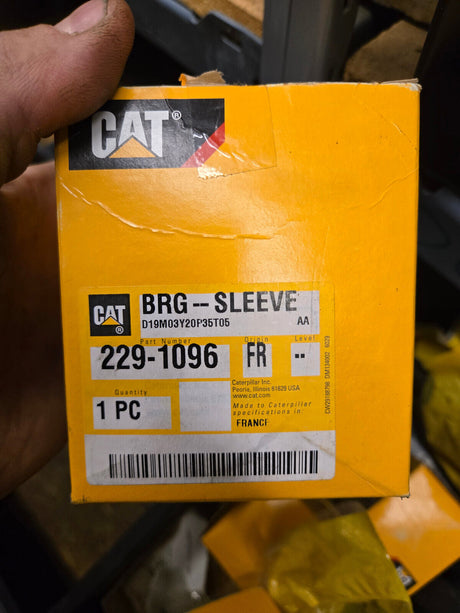 CAT®
CAT®
BRG -- SLEEVE
D19M03Y20P35T05 AA
Part Number Origin Level
229-1096 FR --
Quantity
1 PC
Caterpillar Inc.
Peoria, Illinois 61629 USA
www.cat.com
Made to Caterpillar
specifications in:
FRANCE